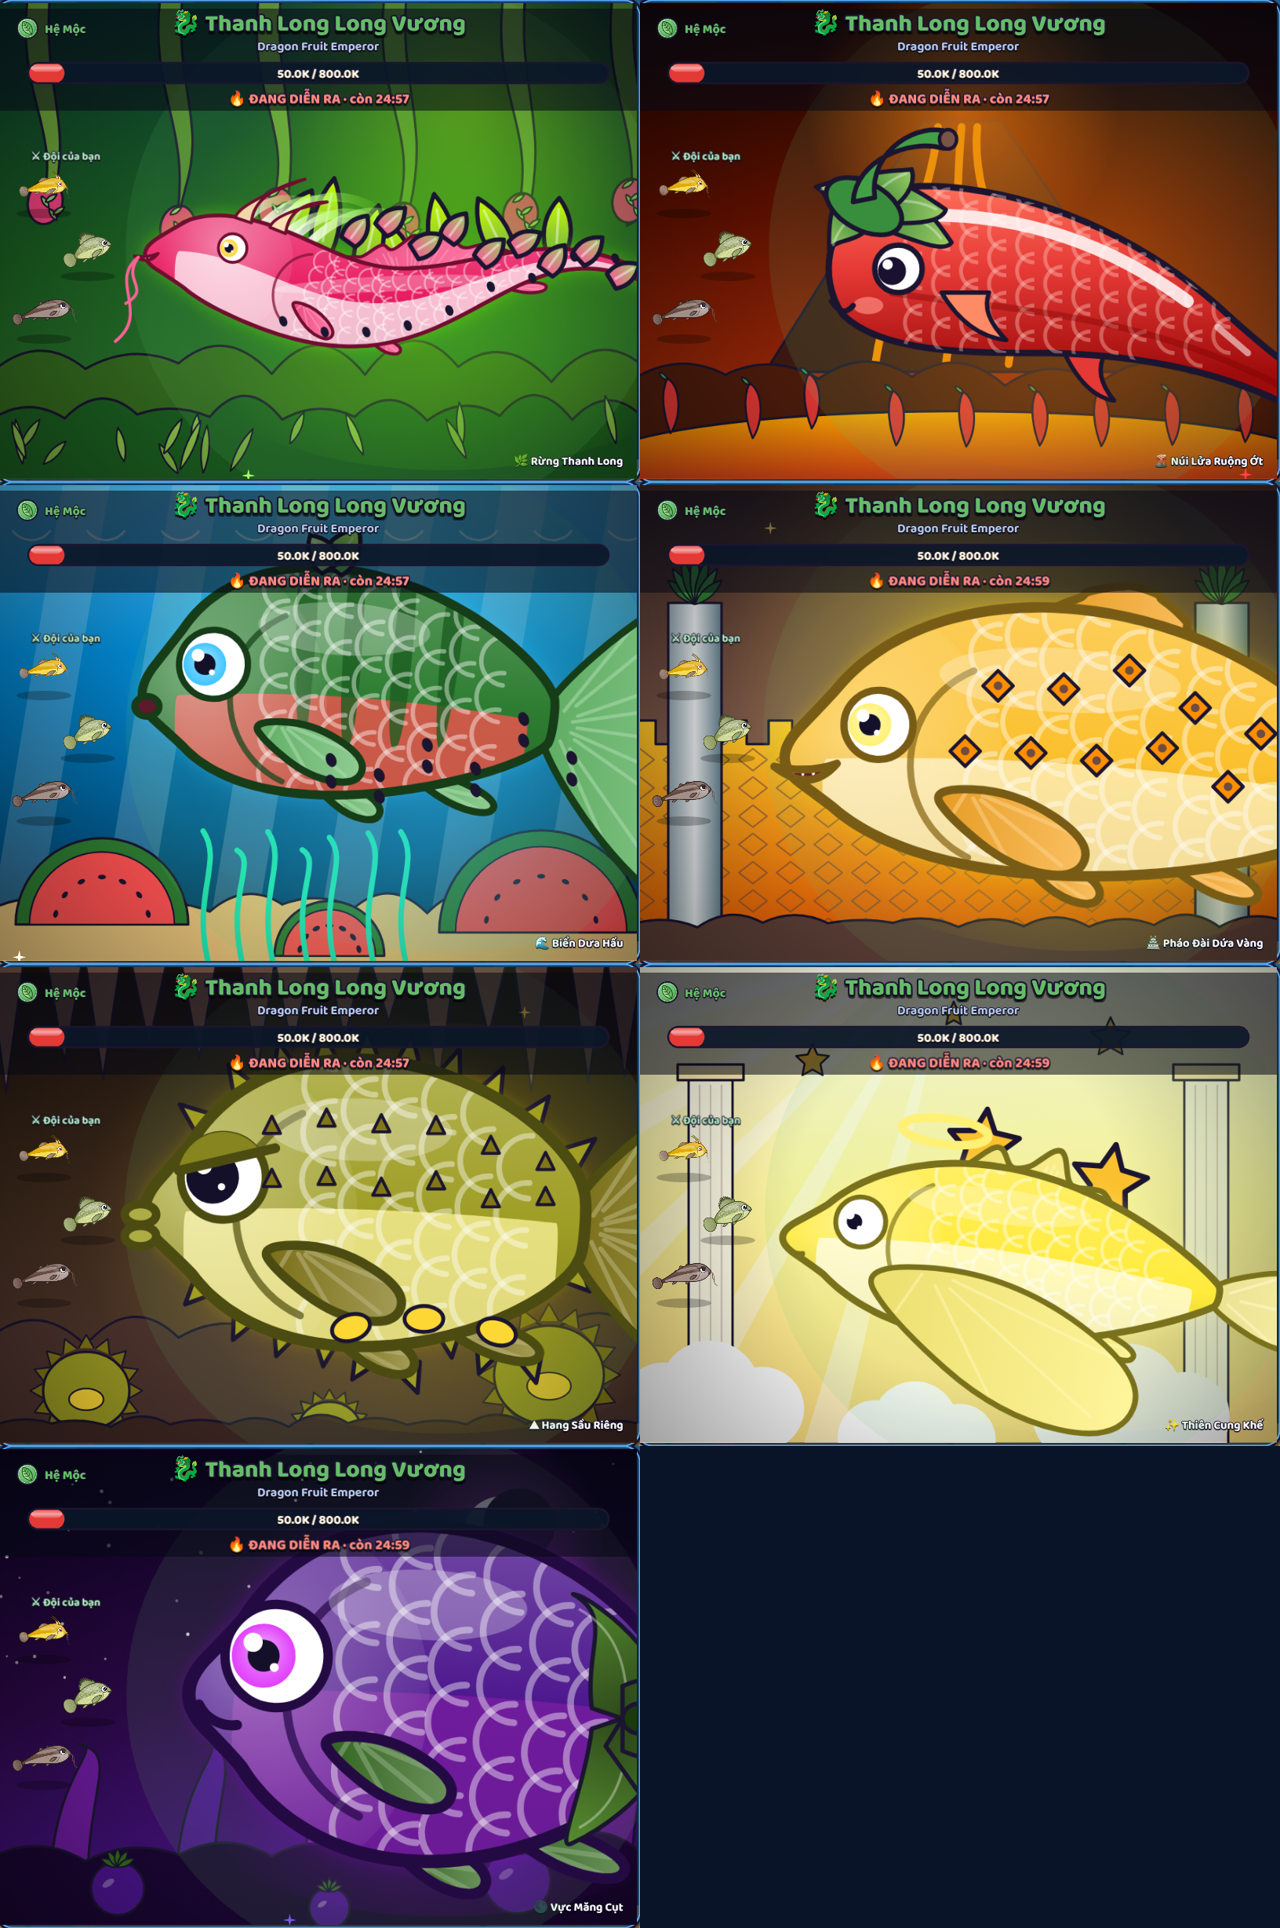 Hệ Mộc
Thanh Long Long Vương
Dragon Fruit Emperor
50.0K / 800.0K
ĐANG DIỄN RA · còn 24:57
Đội của bạn
Rừng Thanh Long
Hệ Mộc
Thanh Long Long Vương
Dragon Fruit Emperor
50.0K / 800.0K
ĐANG DIỄN RA · còn 24:57
Đội của bạn
Núi Lửa Ruộng Ớt
Hệ Mộc
Thanh Long Long Vương
Dragon Fruit Emperor
50.0K / 800.0K
ĐANG DIỄN RA · còn 24:57
Đội của bạn
Biển Dưa Hấu
Hệ Mộc
Thanh Long Long Vương
Dragon Fruit Emperor
50.0K / 800.0K
ĐANG DIỄN RA · còn 24:59
Đội của bạn
Pháo Đài Dứa Vàng
Hệ Mộc
Thanh Long Long Vương
Dragon Fruit Emperor
50.0K / 800.0K
ĐANG DIỄN RA · còn 24:57
Đội của bạn
Hang Sầu Riêng
Hệ Mộc
Thanh Long Long Vương
Dragon Fruit Emperor
50.0K / 800.0K
ĐANG DIỄN RA · còn 24:59
Đội của bạn
Thiên Cung Khế
Hệ Mộc
Thanh Long Long Vương
Dragon Fruit Emperor
50.0K / 800.0K
ĐANG DIỄN RA · còn 24:59
Đội của bạn
Vực Măng Cụt